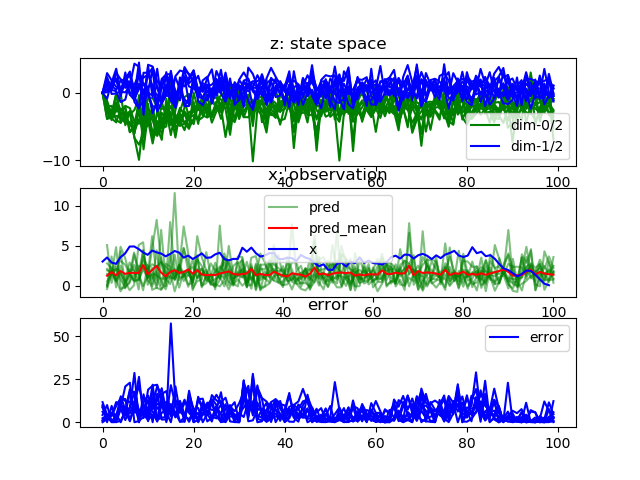 z: state space
0
−10
dim-0/2
dim-1/2
0 20 40 60 80 100
x: observation
10
5
0
pred
pred_mean
x
0 20 40 60 80 100
error
50
25
0
error
0 20 40 60 80 100